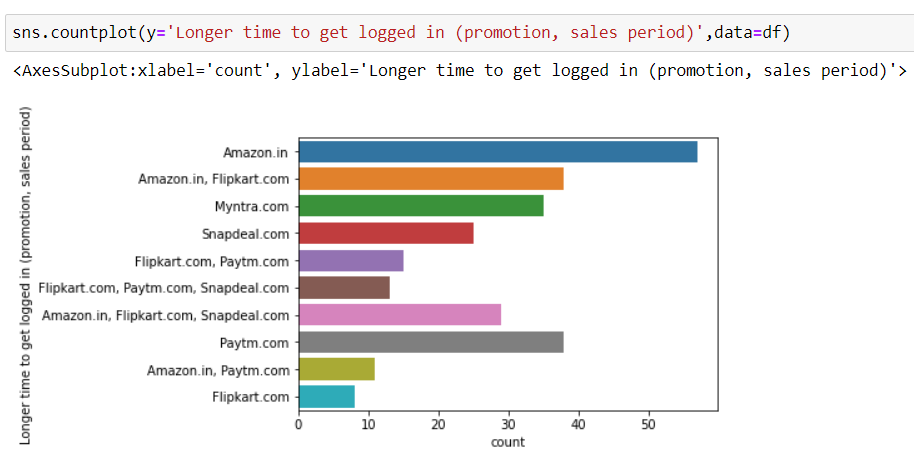 sns.countplot(y='Longer time to get logged in (promotion, sales period)',data=df)
<AxesSubplot:xlabel='count', ylabel='Longer time to get logged in (promotion, sales period)'>
Longer time to get logged in (promotion, sales period)
Amazon.in
Amazon.in, Flipkart.com
Myntra.com
Snapdeal.com
Flipkart.com, Paytm.com
Flipkart.com, Paytm.com, Snapdeal.com
Amazon.in, Flipkart.com, Snapdeal.com
Paytm.com
Amazon.in, Paytm.com
Flipkart.com
0 10 20 30 40 50
count